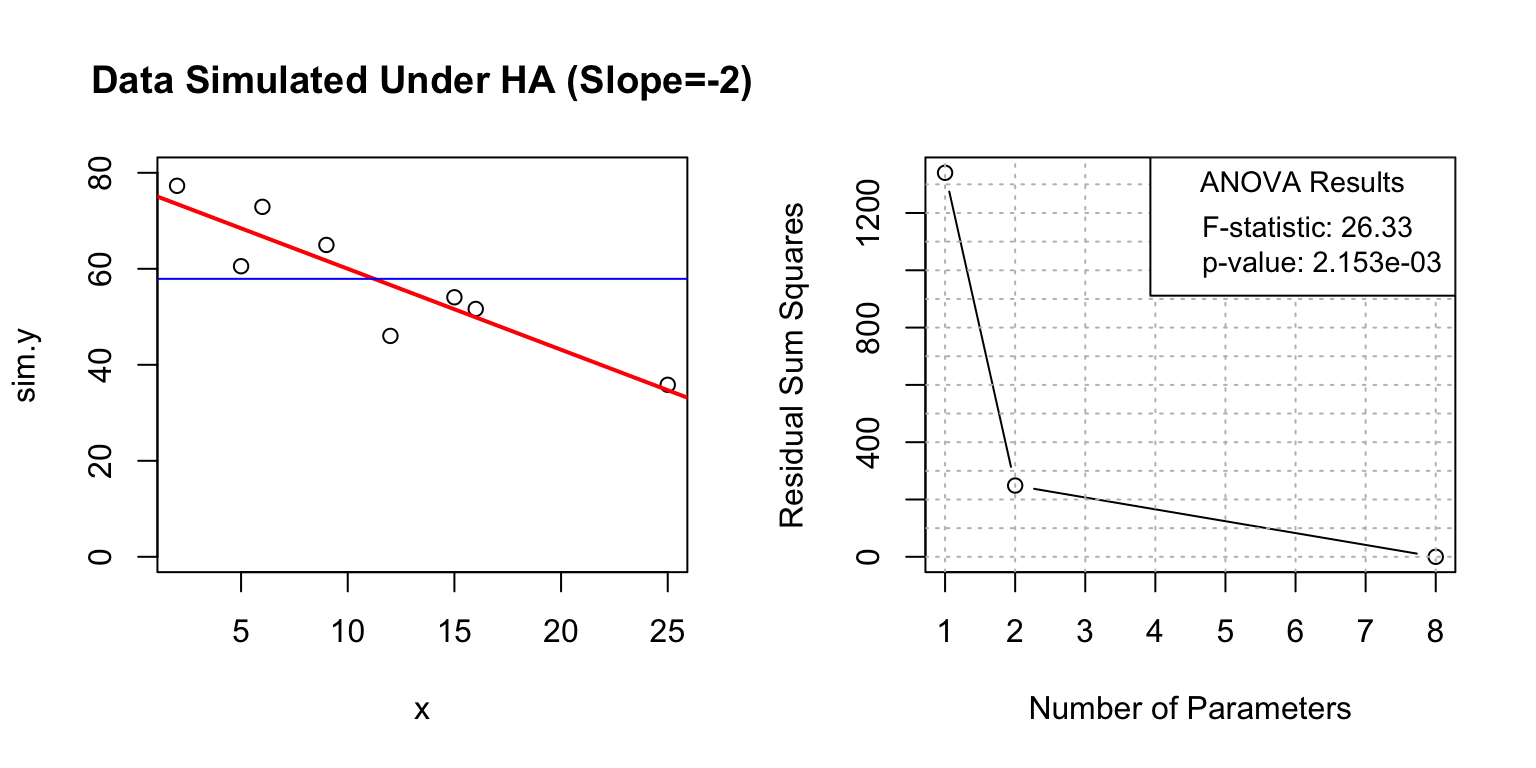 Data Simulated Under HA (Slope=-2)
sim.y
80
60
40
20
0
5 10 15 20 25
x
Residual Sum Squares
1200
800
400
0
1 2 3 4 5 6 7 8
Number of Parameters
ANOVA Results
F-statistic: 26.33
p-value: 2.153e-03